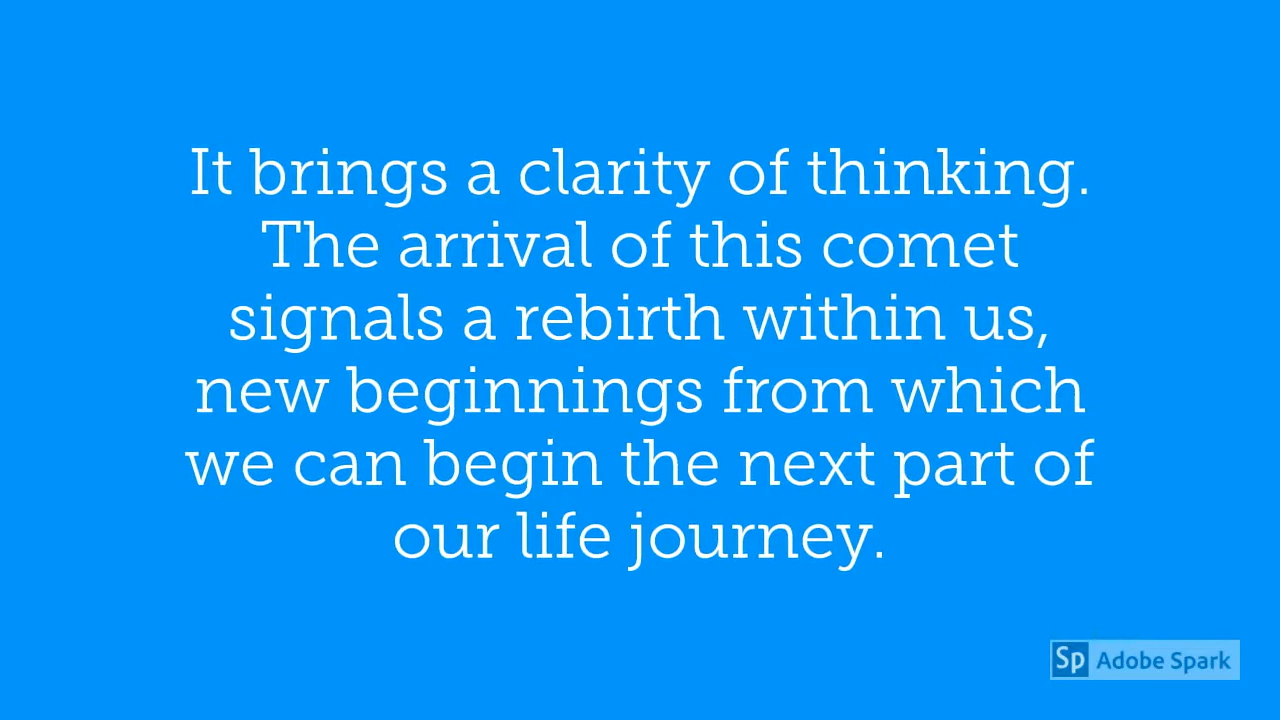 It brings a clarity of thinking.
The arrival of this comet
signals a rebirth within us,
new beginnings from which
we can begin the next part of
our life journey.
Sp Adobe Spark